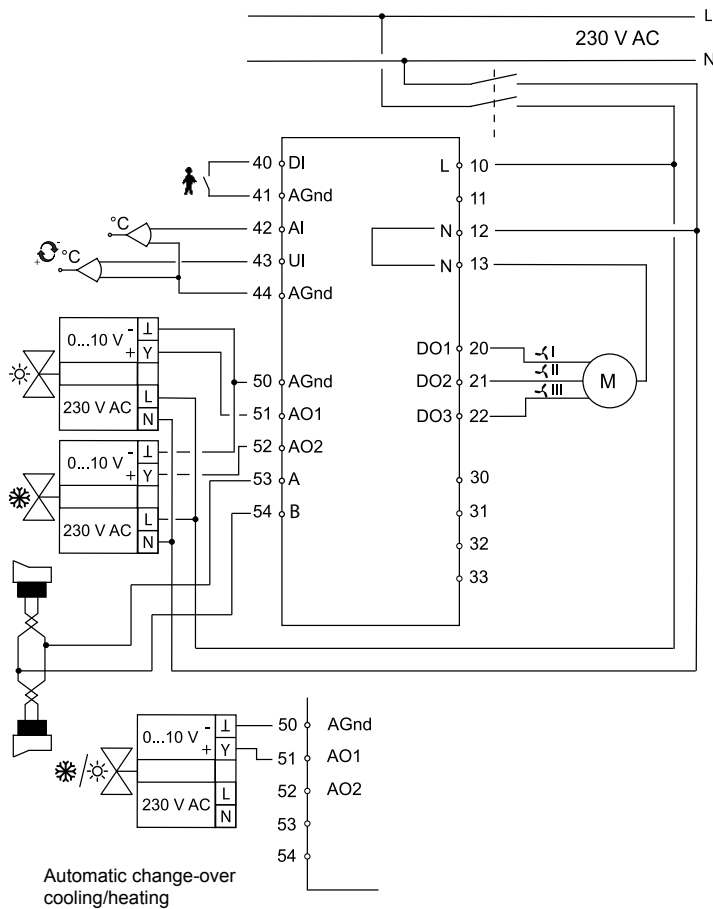 L
230 V AC
N
40 DI
41 AGnd
42 AI
43 UI
44 AGnd
°C
- + °C
L 10
11
N 12
N 13
DO1 20 I
DO2 21 II
DO3 22 III
M
30
31
32
33
0...10 V - ⊥
+ Y
230 V AC L
N
50 AGnd
51 AO1
52 AO2
53 A
54 B
0...10 V - ⊥
+ Y
230 V AC L
N
0...10 V - ⊥
+ Y
230 V AC L
N
50 AGnd
51 AO1
52 AO2
53
54
Automatic change-over
cooling/heating